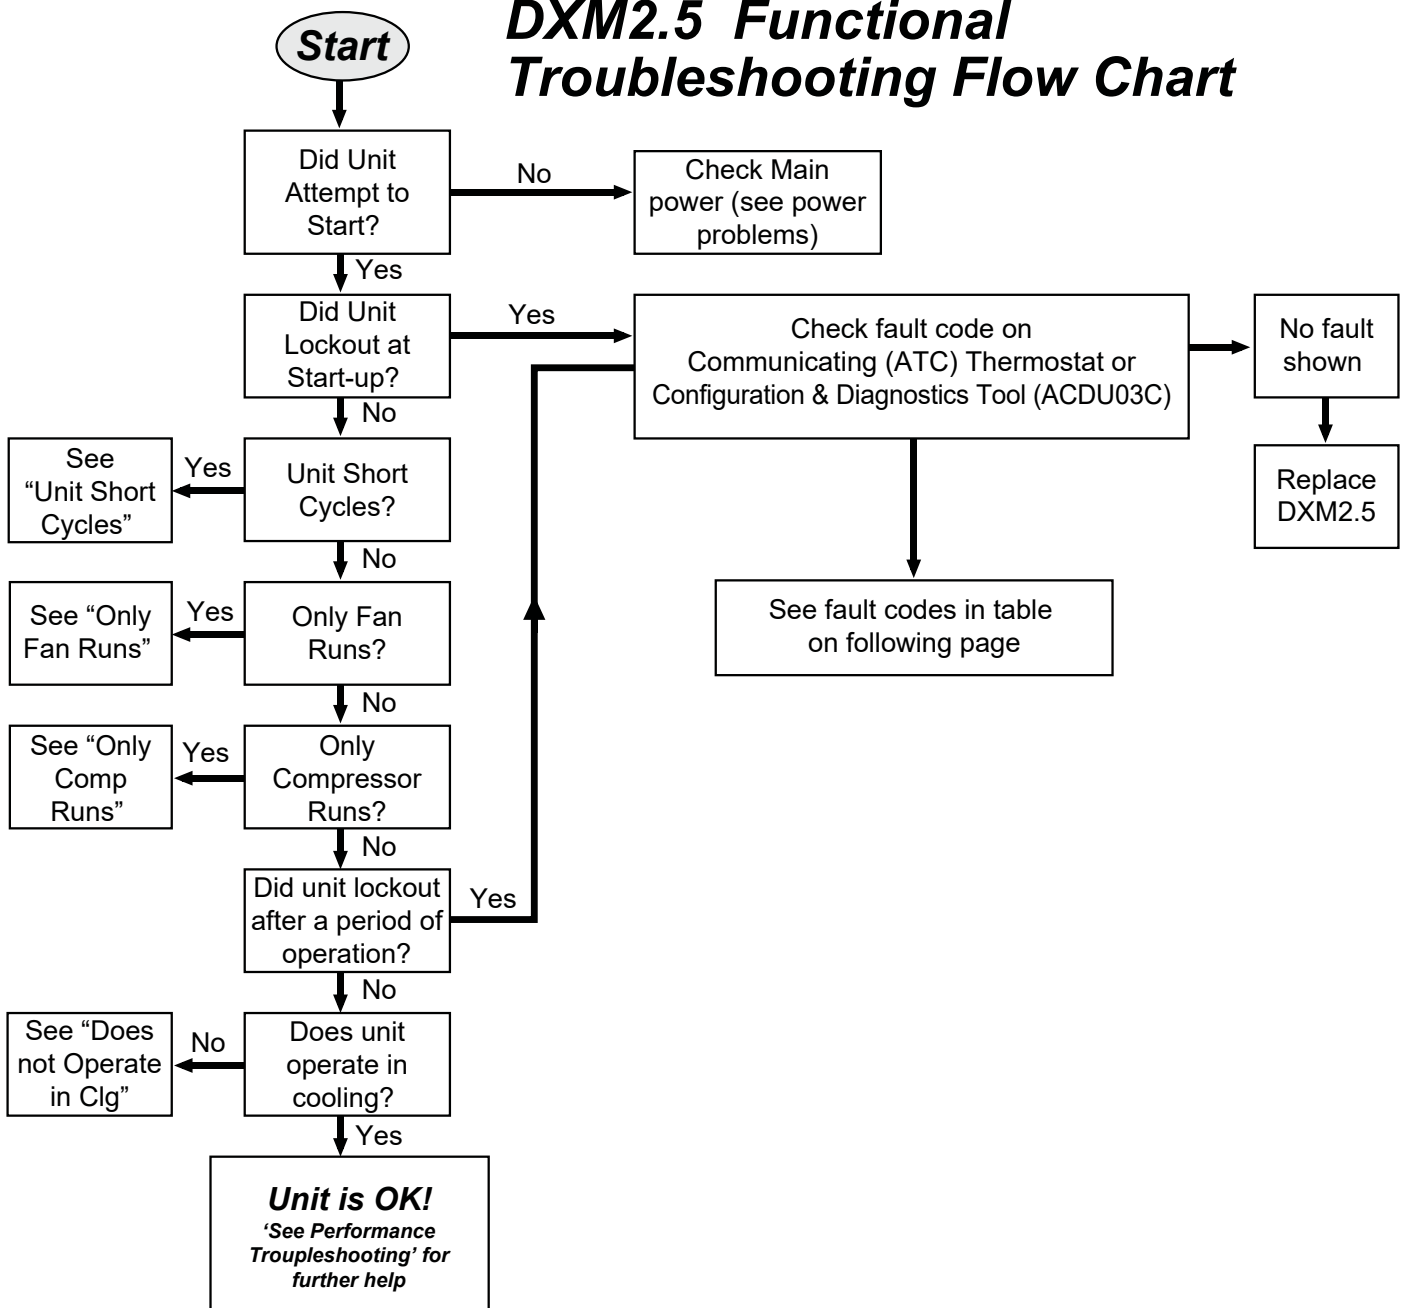 DXM2.5 Functional
Troubleshooting Flow Chart
Start
Did Unit
Attempt to
Start?
No
Check Main
power (see power
problems)
Yes
Did Unit
Lockout at
Start-up?
Yes
Check fault code on
Communicating (ATC) Thermostat or
Configuration & Diagnostics Tool (ACDU03C)
No fault
shown
Replace
DXM2.5
See fault codes in table
on following page
No
Unit Short
Cycles?
Yes
See
“Unit Short
Cycles”
No
Only Fan
Runs?
Yes
See “Only
Fan Runs”
No
Only
Compressor
Runs?
Yes
See “Only
Comp
Runs”
No
Did unit lockout
after a period of
operation?
Yes
No
Does unit
operate in
cooling?
No
See “Does
not Operate
in Clg”
Yes
Unit is OK!
‘See Performance
Troupleshooting’ for
further help